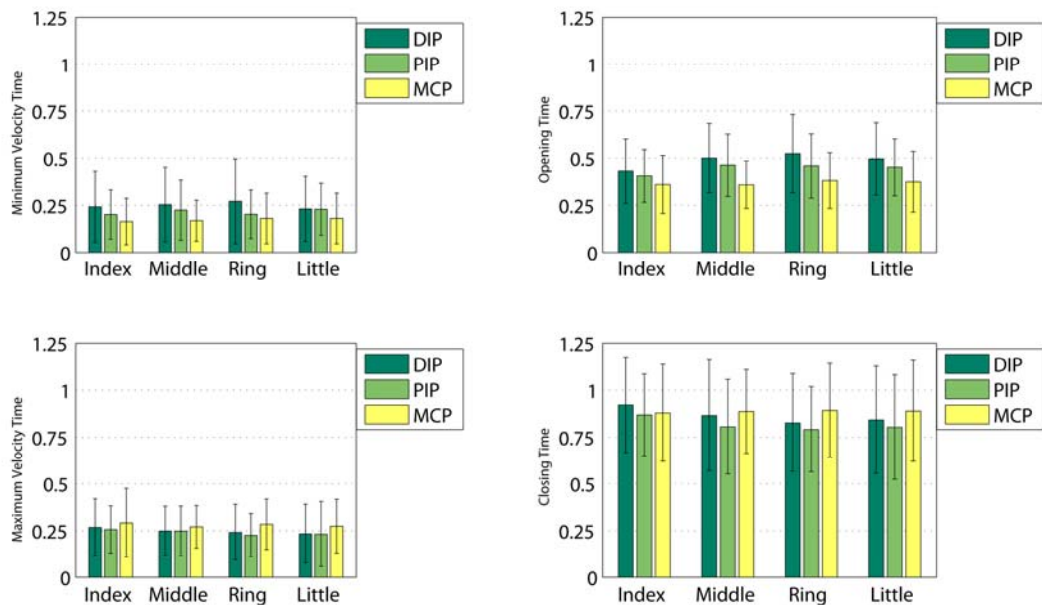 1.25
1
0.75
0.5
0.25
0
Minimum Velocity Time
Index Middle Ring Little
DIP
PIP
MCP
1.25
1
0.75
0.5
0.25
0
Opening Time
Index Middle Ring Little
DIP
PIP
MCP
1.25
1
0.75
0.5
0.25
0
Maximum Velocity Time
Index Middle Ring Little
DIP
PIP
MCP
1.25
1
0.75
0.5
0.25
0
Closing Time
Index Middle Ring Little
DIP
PIP
MCP